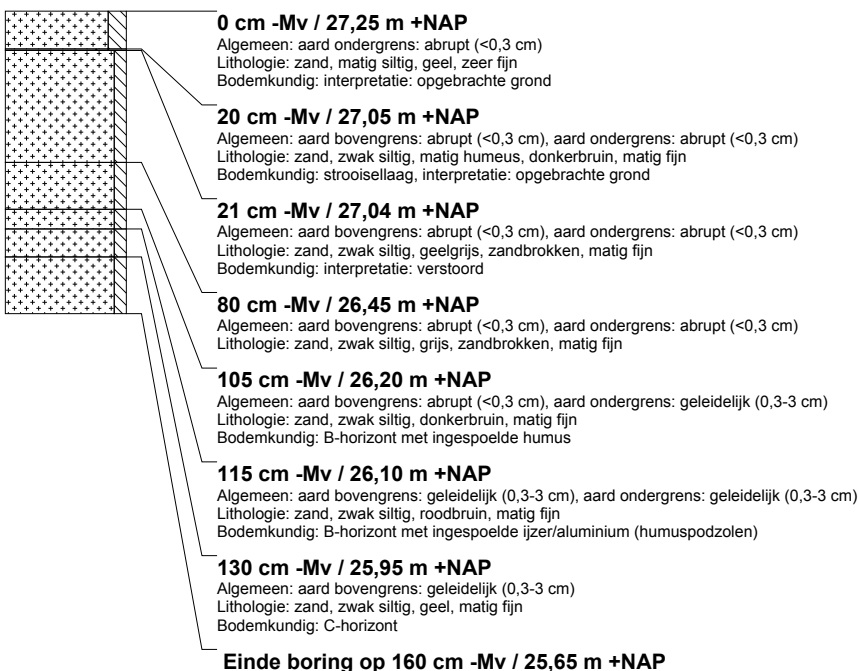 0 cm -Mv / 27,25 m +NAP
Algemeen: aard ondergrens: abrupt (<0,3 cm)
Lithologie: zand, matig siltig, geel, zeer fijn
Bodemkundig: interpretatie: opgebrachte grond
20 cm -Mv / 27,05 m +NAP
Algemeen: aard bovengrens: abrupt (<0,3 cm), aard ondergrens: abrupt (<0,3 cm)
Lithologie: zand, zwak siltig, matig humeus, donkerbruin, matig fijn
Bodemkundig: strooisellaag, interpretatie: opgebrachte grond
21 cm -Mv / 27,04 m +NAP
Algemeen: aard bovengrens: abrupt (<0,3 cm), aard ondergrens: abrupt (<0,3 cm)
Lithologie: zand, zwak siltig, geelgrijs, zandbrokken, matig fijn
Bodemkundig: interpretatie: verstoord
80 cm -Mv / 26,45 m +NAP
Algemeen: aard bovengrens: abrupt (<0,3 cm), aard ondergrens: abrupt (<0,3 cm)
Lithologie: zand, zwak siltig, grijs, zandbrokken, matig fijn
105 cm -Mv / 26,20 m +NAP
Algemeen: aard bovengrens: abrupt (<0,3 cm), aard ondergrens: geleidelijk (0,3-3 cm)
Lithologie: zand, zwak siltig, donkerbruin, matig fijn
Bodemkundig: B-horizont met ingespoelde humus
115 cm -Mv / 26,10 m +NAP
Algemeen: aard bovengrens: geleidelijk (0,3-3 cm), aard ondergrens: geleidelijk (0,3-3 cm)
Lithologie: zand, zwak siltig, roodbruin, matig fijn
Bodemkundig: B-horizont met ingespoelde ijzer/aluminium (humuspodzolen)
130 cm -Mv / 25,95 m +NAP
Algemeen: aard bovengrens: geleidelijk (0,3-3 cm)
Lithologie: zand, zwak siltig, geel, matig fijn
Bodemkundig: C-horizont
Einde boring op 160 cm -Mv / 25,65 m +NAP